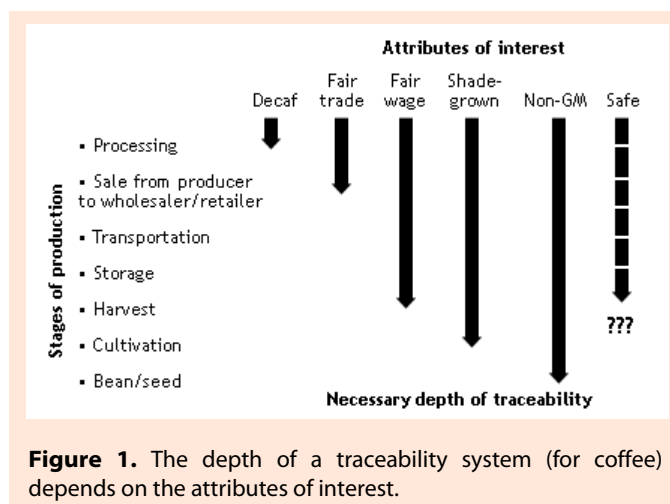 Attributes of interest
Decaf Fair trade Fair wage Shade-grown Non-GM Safe
Stages of production
▪ Processing
▪ Sale from producer
to wholesaler/retailer
▪ Transportation
▪ Storage
▪ Harvest
▪ Cultivation
▪ Bean/seed
???
Necessary depth of traceability
Figure 1. The depth of a traceability system (for coffee)
depends on the attributes of interest.